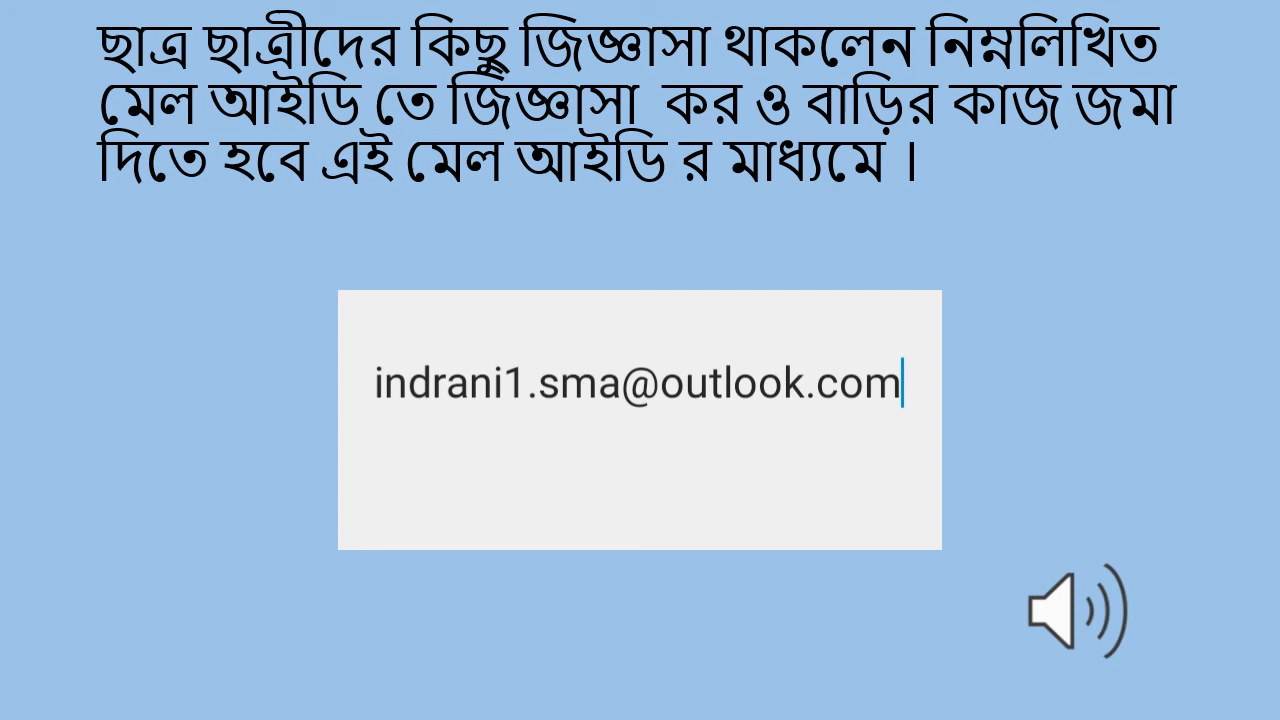 ছাত্র ছাত্রীদের কিছু জিজ্ঞাসা থাকলেন নিম্নলিখিত
মেল আইডি তে জিজ্ঞাসা কর ও বাড়ির কাজ জমা
দিতে হবে এই মেল আইডি র মাধ্যমে ।
indrani1.sma@outlook.com